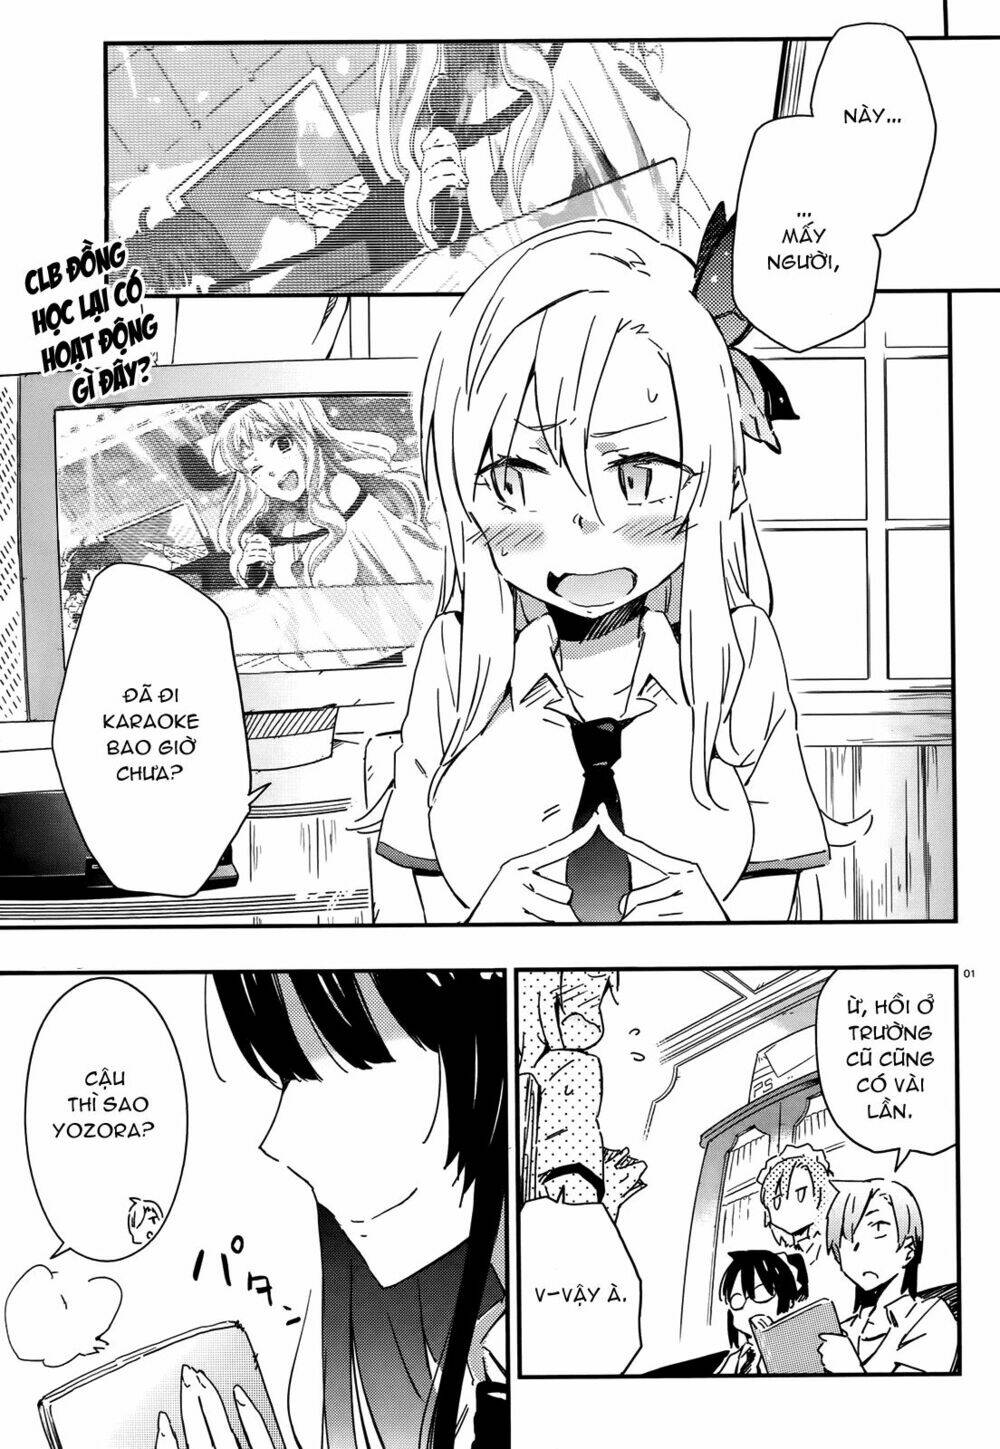 NÀY...
...
MẤY
NGƯỜI,
CLB ĐỒNG
HỌC LẠI CÓ
HOẠT ĐỘNG
GÌ ĐÂY?
ĐÃ ĐI
KARAOKE
BAO GIỜ
CHƯA?
01
Ừ, HỒI Ở
TRƯỜNG
CŨ CŨNG
CÓ VÀI
LẦN.
PS
V-VẬY À.
CẬU
THÌ SAO
YOZORA?
パタ